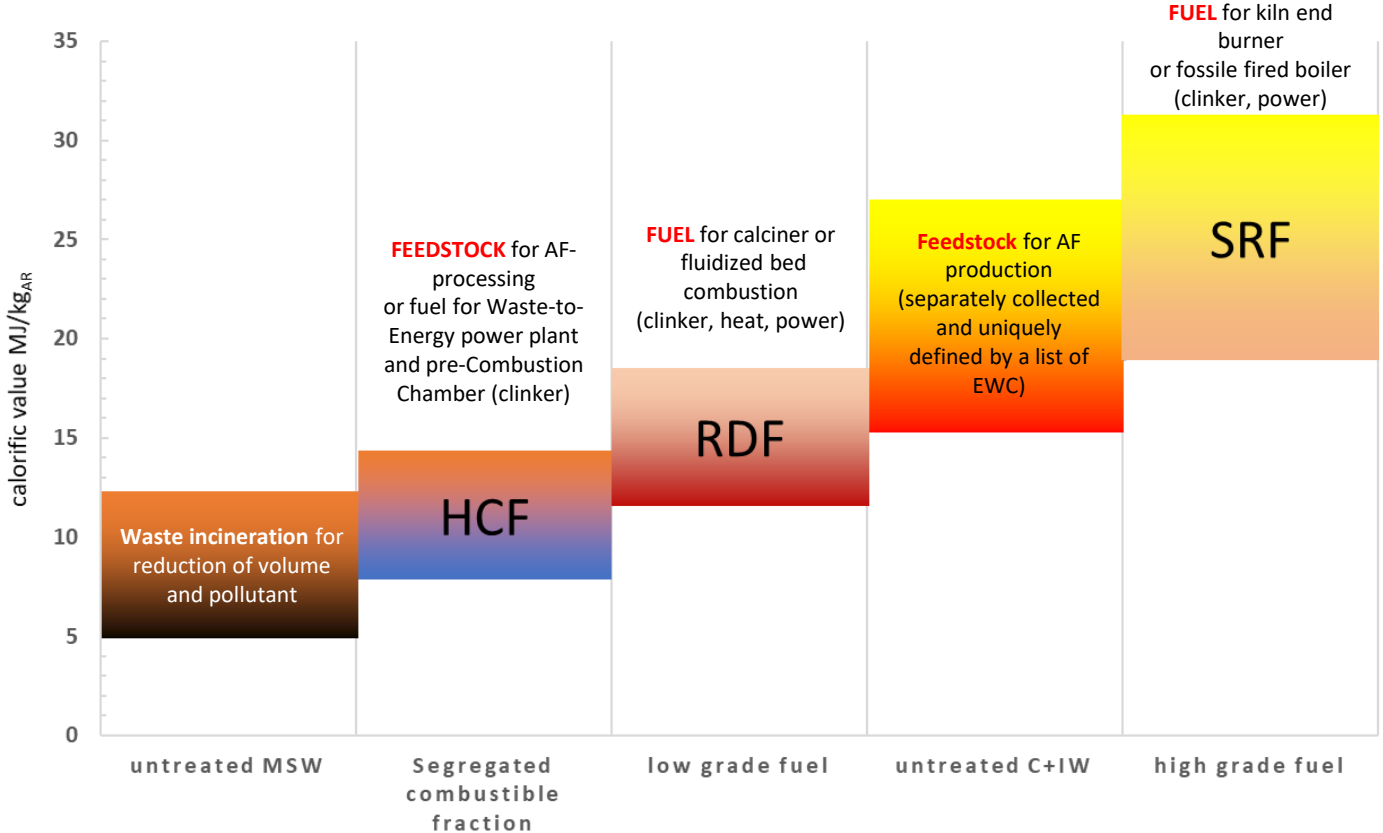 FUEL for kiln end
burner
or fossile fired boiler
(clinker, power)
35
30
25
20
15
10
5
0
calorific value MJ/kgAR
FEEDSTOCK for AF-
processing
or fuel for Waste-to-
Energy power plant
and pre-Combustion
Chamber (clinker)
FUEL for calciner or
fluidized bed
combustion
(clinker, heat, power)
Feedstock for AF
production
(separately collected
and uniquely
defined by a list of
EWC)
SRF
RDF
HCF
Waste incineration for
reduction of volume
and pollutant
untreated MSW
Segregated
combustible
fraction
low grade fuel
untreated C+IW
high grade fuel